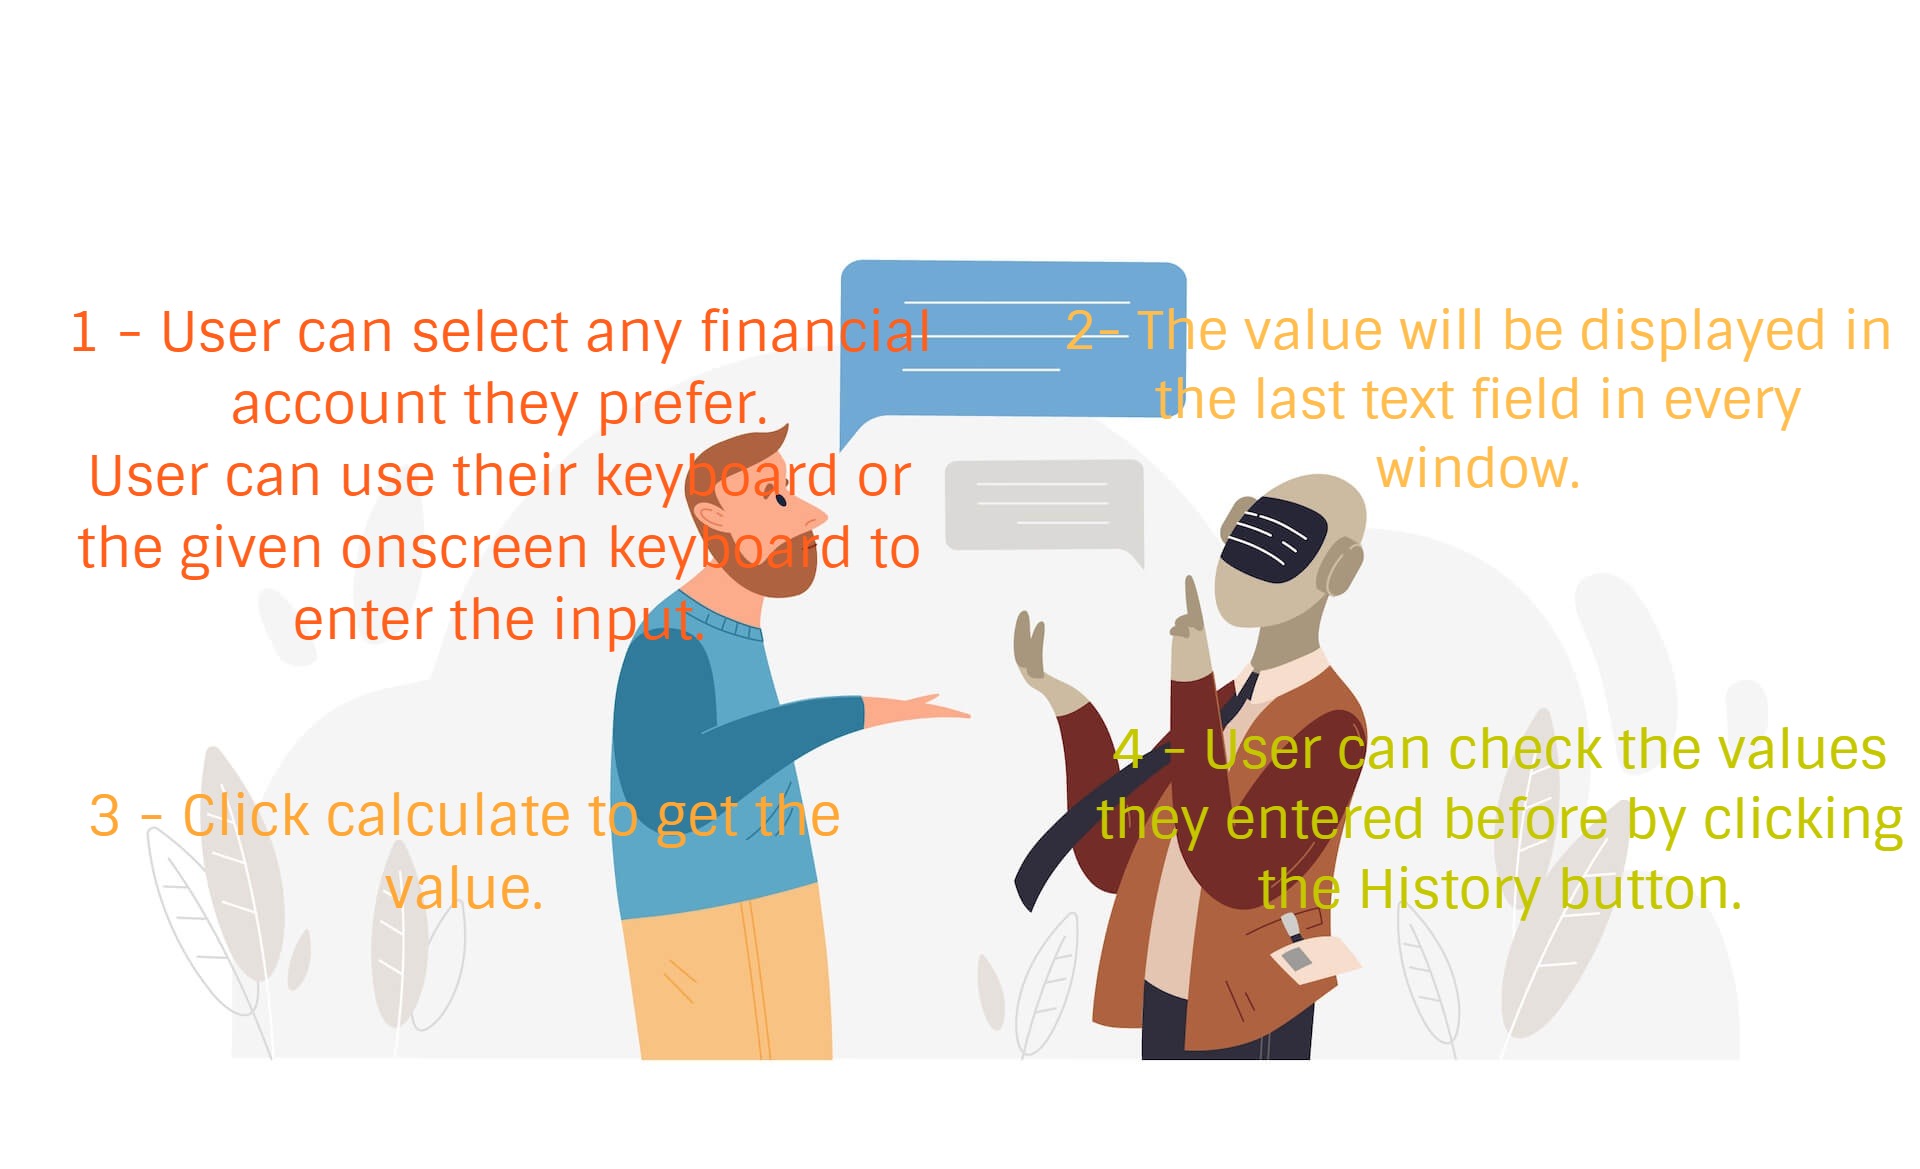 1 - User can select any financial
account they prefer.
User can use their keyboard or
the given onscreen keyboard to
enter the input.
2- The value will be displayed in
the last text field in every
window.
3 - Click calculate to get the
value.
4 - User can check the values
they entered before by clicking
the History button.